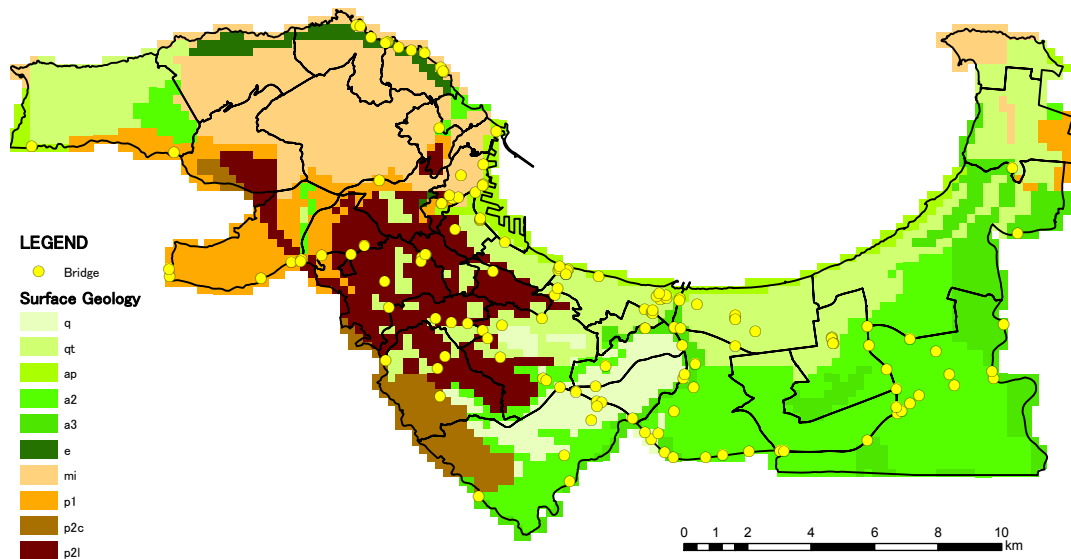 LEGEND
Bridge
Surface Geology
q
qt
ap
a2
a3
e
mi
p1
p2c
p2l
0 2 4 6 8 10
km